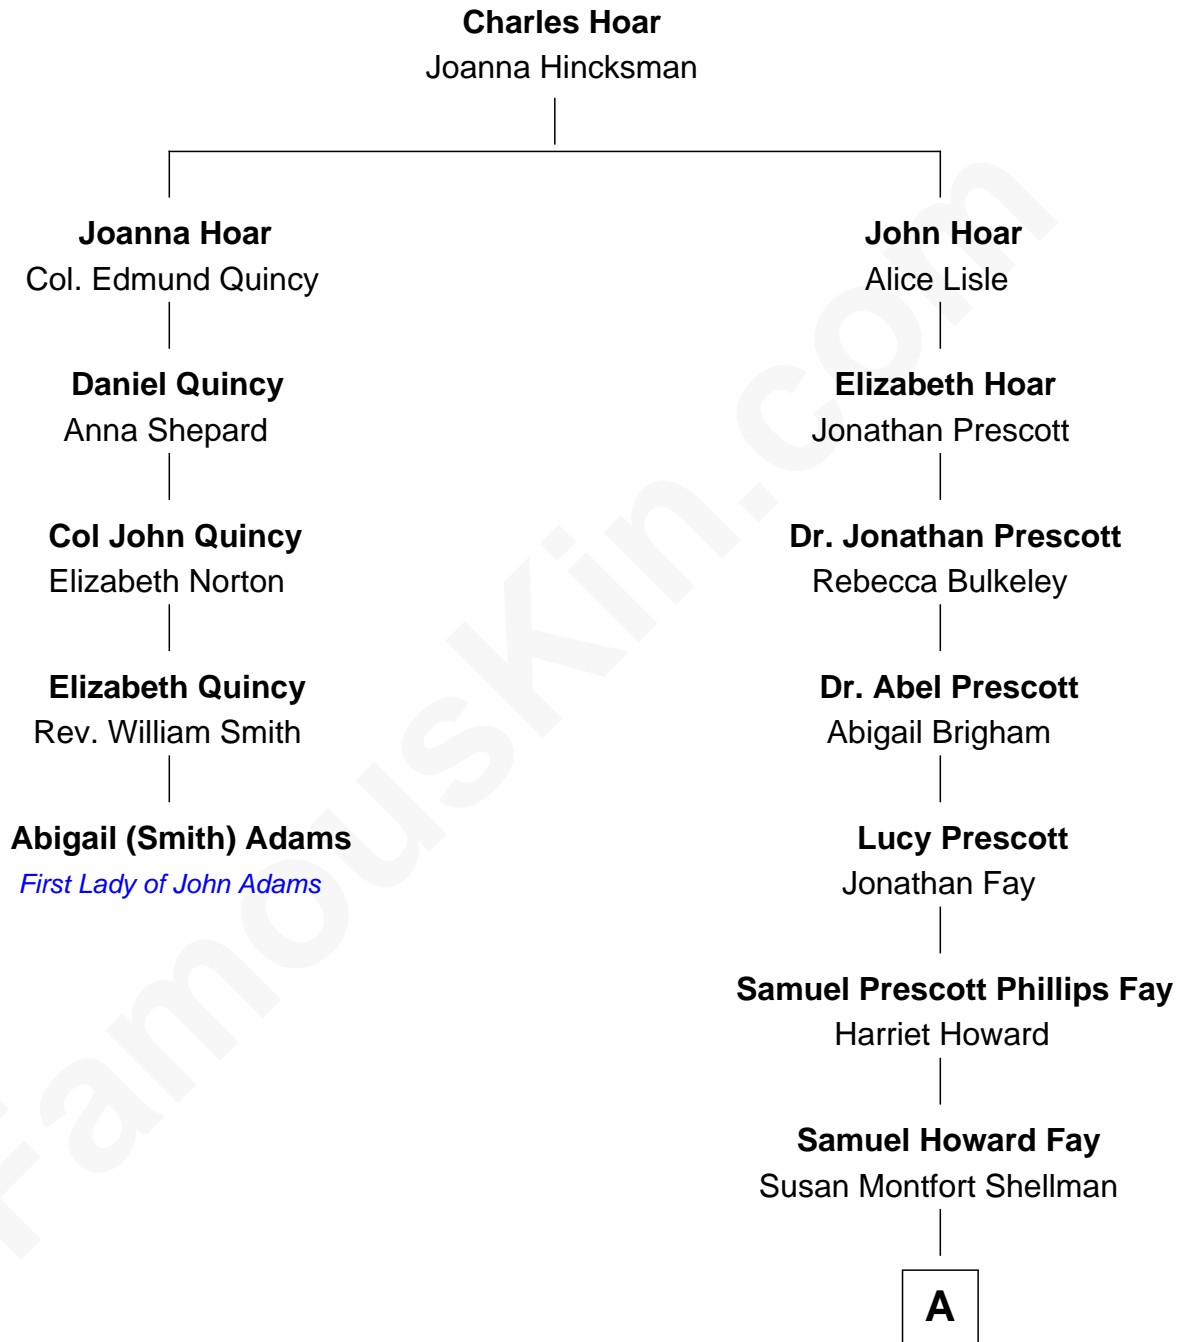 Charles Hoar
Joanna Hincksman
Joanna Hoar
Col. Edmund Quincy
Daniel Quincy
Anna Shepard
Col John Quincy
Elizabeth Norton
Elizabeth Quincy
Rev. William Smith
Abigail (Smith) Adams
First Lady of John Adams
John Hoar
Alice Lisle
Elizabeth Hoar
Jonathan Prescott
Dr. Jonathan Prescott
Rebecca Bulkeley
Dr. Abel Prescott
Abigail Brigham
Lucy Prescott
Jonathan Fay
Samuel Prescott Phillips Fay
Harriet Howard
Samuel Howard Fay
Susan Montfort Shellman
A
FamousKin.com